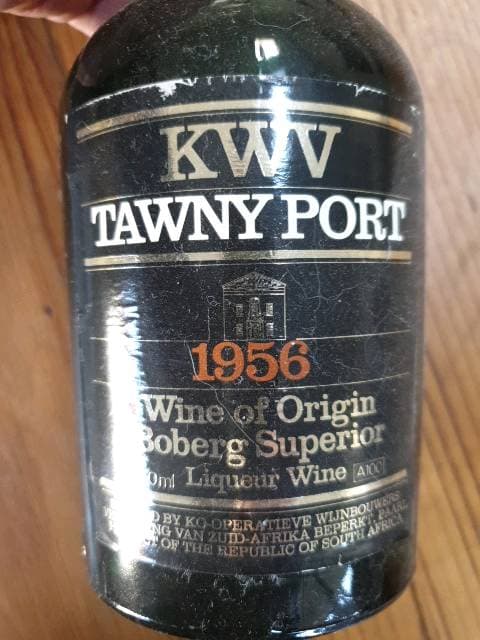 KWV
TAWNY PORT
1956
Wine of Origin
Boberg Superior
Liqueur Wine A100
BY KO-OPERATIEVE WIJNBOUWERS
VAN ZUID-AFRIKA BEPERKT, PAARL
OF THE REPUBLIC OF SOUTH AFRICA